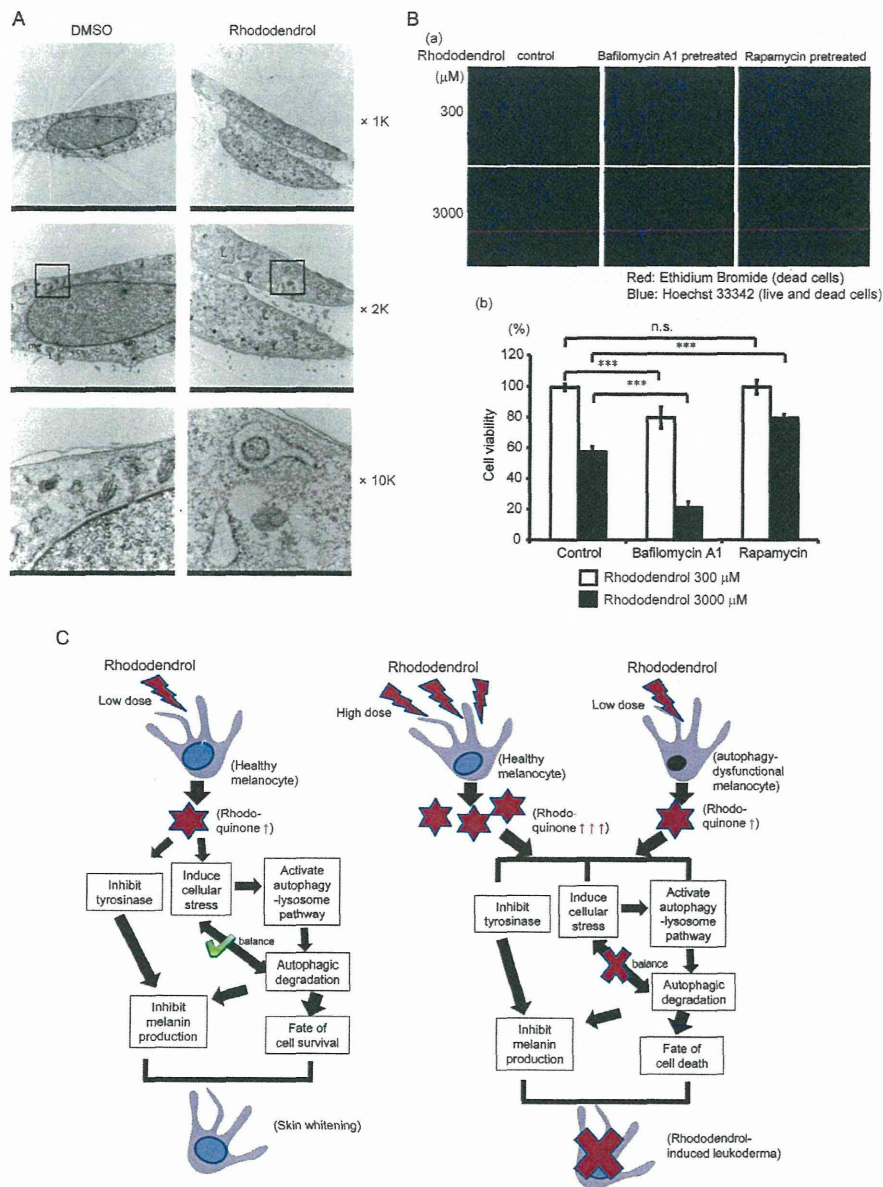 A
DMSO
Rhododendrol
× 1K
× 2K
× 10K
B
(a)
Rhododendrol
control
Bafilomycin A1 pretreated
Rapamycin pretreated
(μM)
300
3000
Red: Ethidium Bromide (dead cells)
Blue: Hoechst 33342 (live and dead cells)
(b)
(%)
n.s.
***
***
***
120
100
80
60
40
20
0
Cell viability
Control
Bafilomycin A1
Rapamycin
Rhododendrol 300 μM
Rhododendrol 3000 μM
C
Rhododendrol
Low dose
(Healthy
melanocyte)
(Rhodo-
quinone ↑)
Inhibit
tyrosinase
Induce
cellular
stress
Activate
autophagy
-lysosome
pathway
balance
Autophagic
degradation
Inhibit
melanin
production
Fate of
cell survival
(Skin whitening)
Rhododendrol
High dose
(Healthy
melanocyte)
(Rhodo-
quinone ↑↑↑)
Rhododendrol
Low dose
(autophagy-
dysfunctional
melanocyte)
(Rhodo-
quinone ↑)
Inhibit
tyrosinase
Induce
cellular
stress
Activate
autophagy
-lysosome
pathway
balance
Autophagic
degradation
Inhibit
melanin
production
Fate of
cell death
(Rhododendrol-
induced leukoderma)